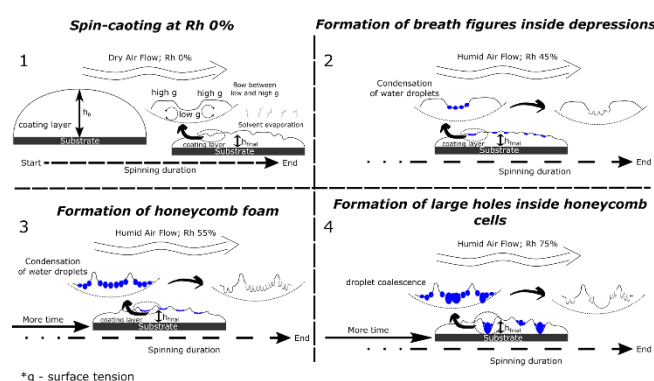 Spin-caoting at Rh 0%
1
Dry Air Flow; Rh 0%
h0
coating layer
Substrate
high g
high g
low g
flow between
low and high g
Solvent evaporation
coating layer
hfinal
Substrate
Start
End
Spinning duration
Formation of breath figures inside depressions
2
Humid Air Flow; Rh 45%
Condensation
of water droplets
coating layer
hfinal
Substrate
End
Spinning duration
Formation of honeycomb foam
3
Humid Air Flow; Rh 55%
Condensation
of water droplets
More time
coating layer
hfinal
Substrate
End
Spinning duration
Formation of large holes inside honeycomb
cells
4
Humid Air Flow; Rh 75%
droplet coalescence
More time
coating layer
hfinal
Substrate
End
Spinning duration
*g - surface tension